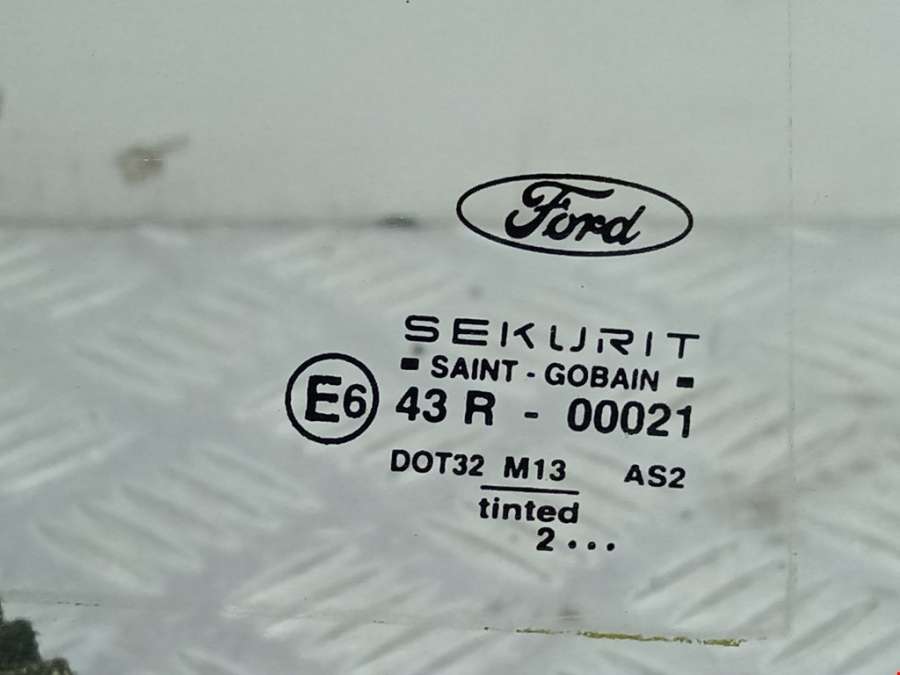 Ford
SEKURIT
SAINT - GOBAIN
E6 43 R - 00021
DOT32 M13 AS2
tinted
2...